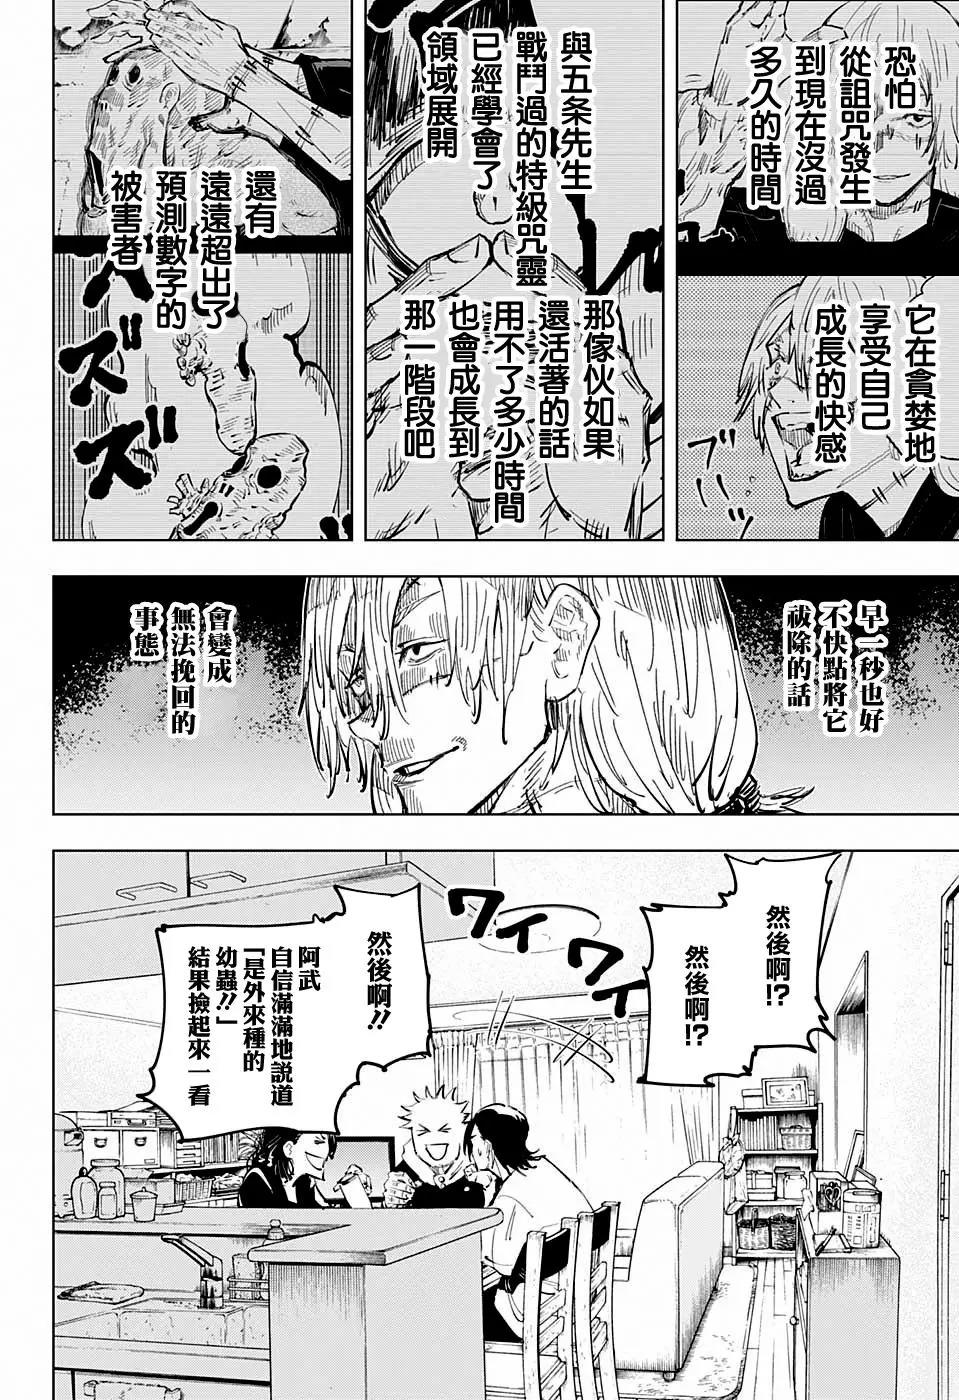 恐怕
從詛咒發生
到現在沒過
多久的時間
它在貪婪地
享受自己
成長的快感
ズズ
與五条先生
戰鬥過的特級咒靈
已經學會了
領域展開
那傢伙如果
還活著的話
用不了多少時間
也會成長到
那一階段吧
還有
遠遠超出了
預測數字的
被害者
ズズズ
早一秒也好
不快點將它
祓除的話
會變成
無法挽回的
事態
然後啊!?
然後啊!?
ワイ
ワイ
然後啊!!
阿武
自信滿滿地説道
「是外來種的
幼蟲!!」
結果撿起來一看